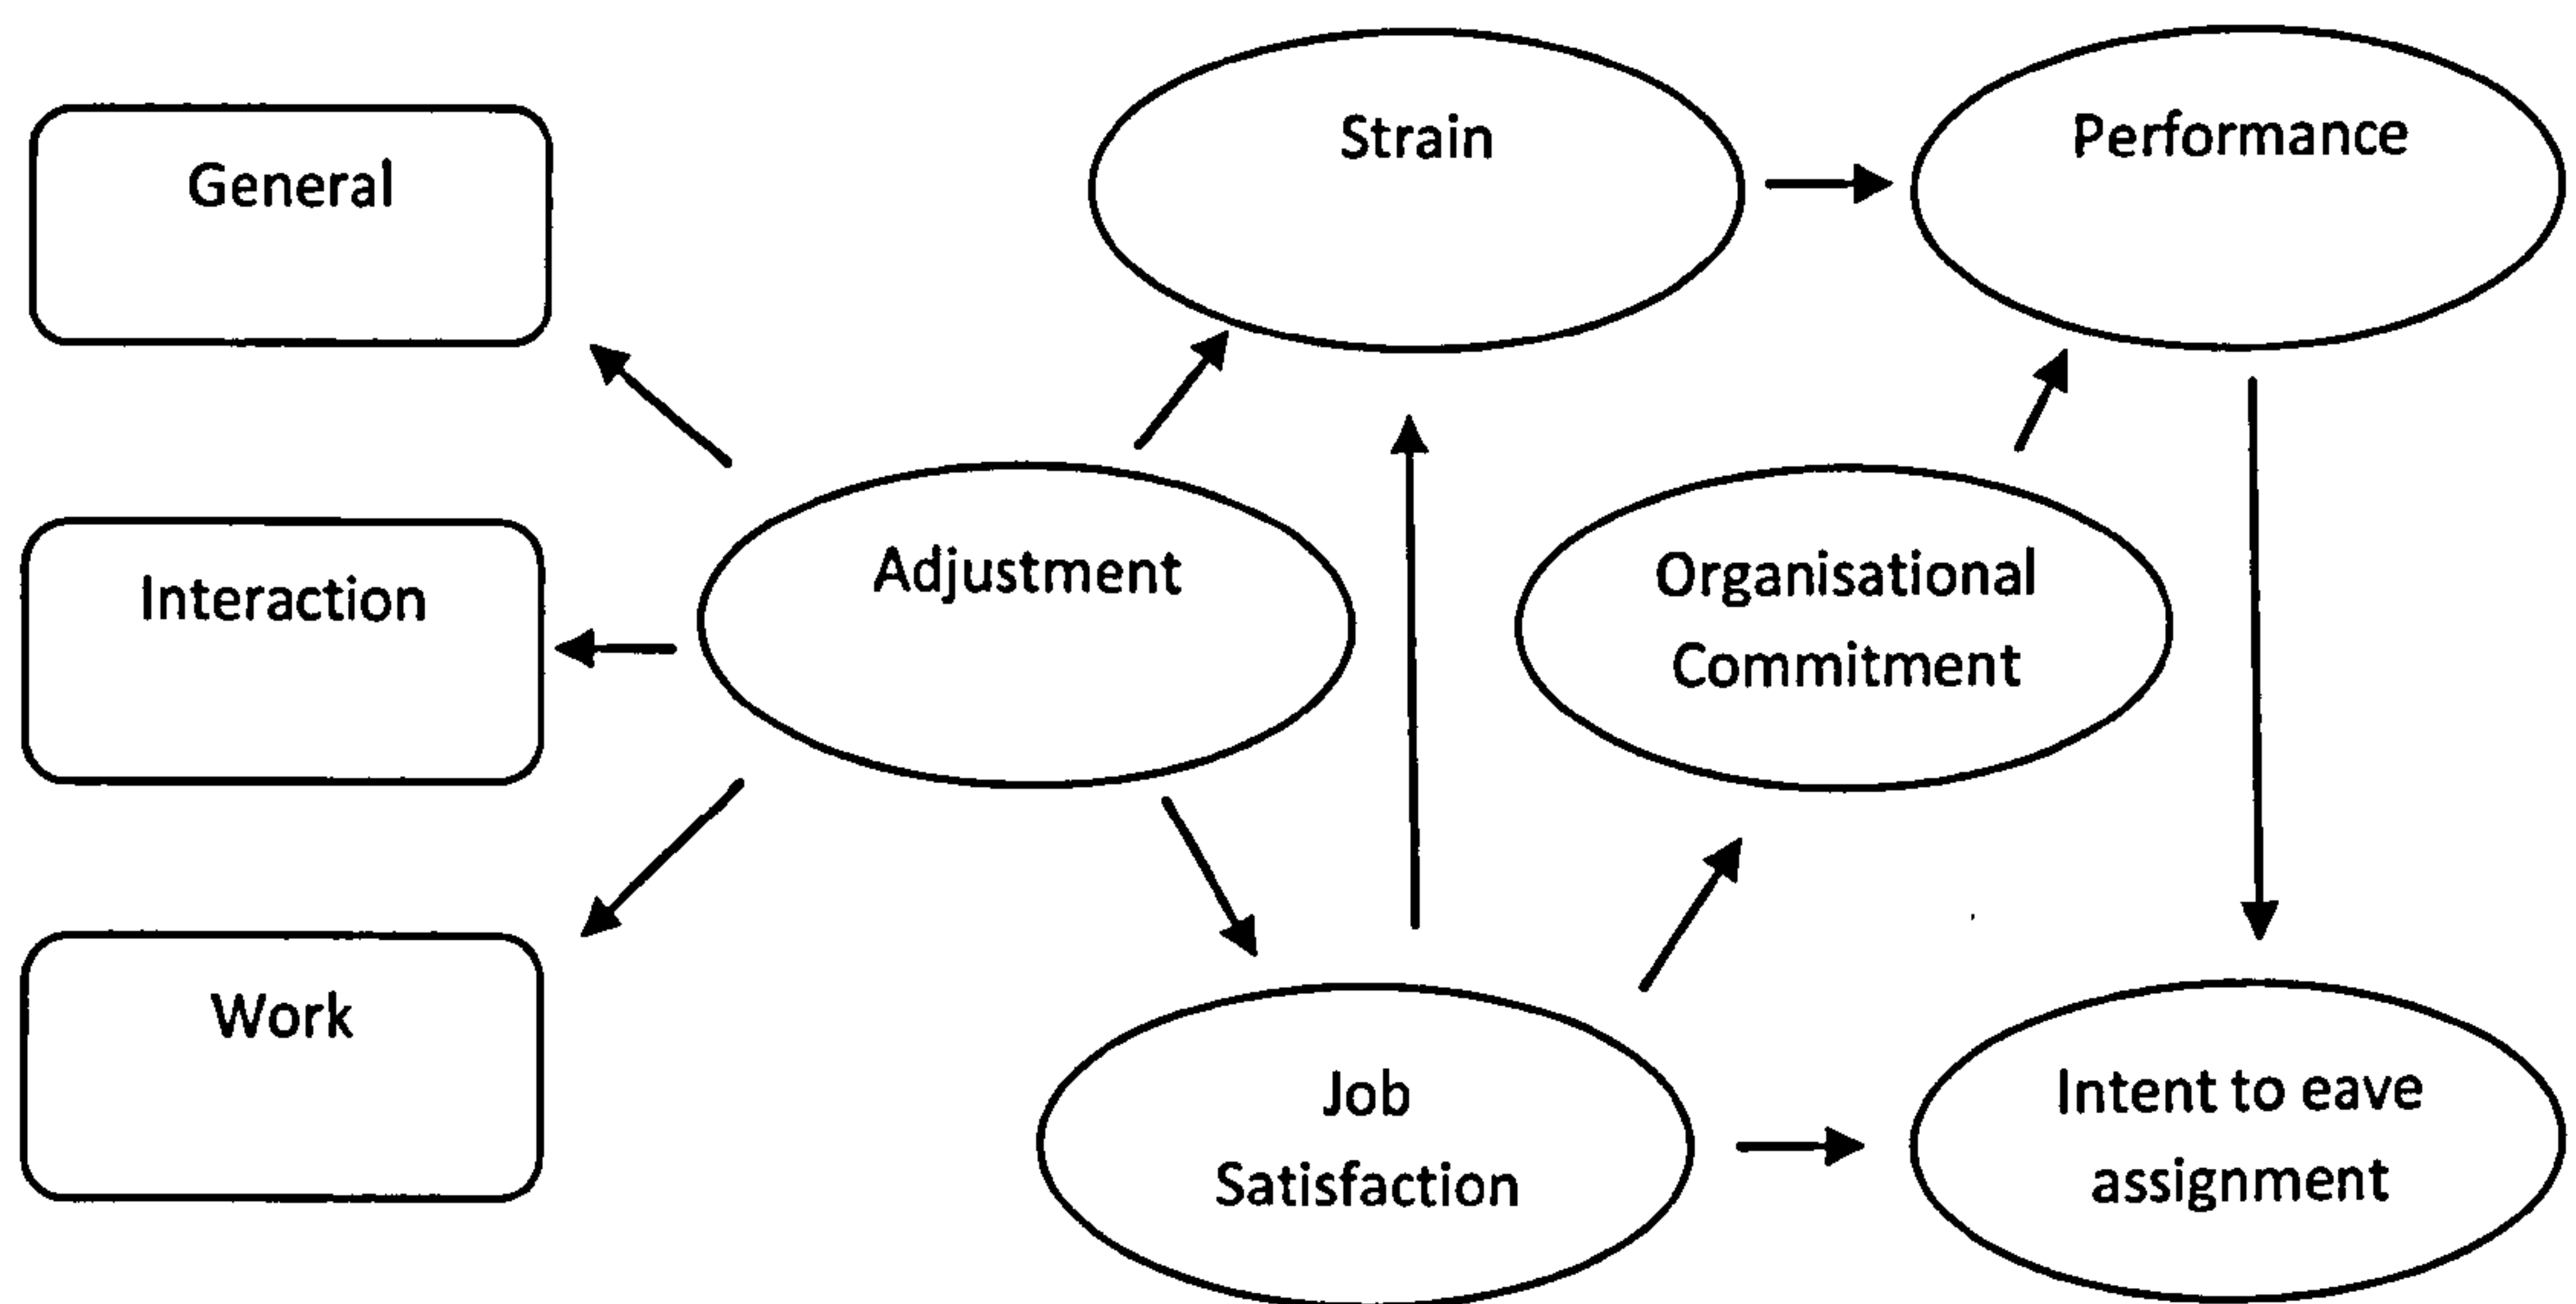 Strain
Performance
General
Adjustment
Organisational
Commitment
Interaction
Work
Job
Satisfaction
Intent to eave
assignment